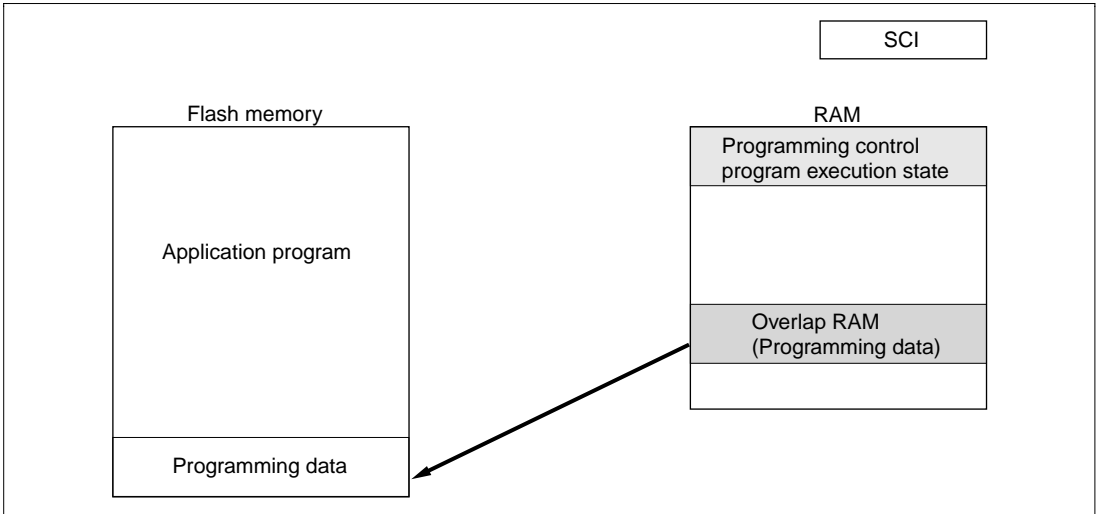 SCI
Flash memory
RAM
Programming control
program execution state
Application program
Overlap RAM
(Programming data)
Programming data